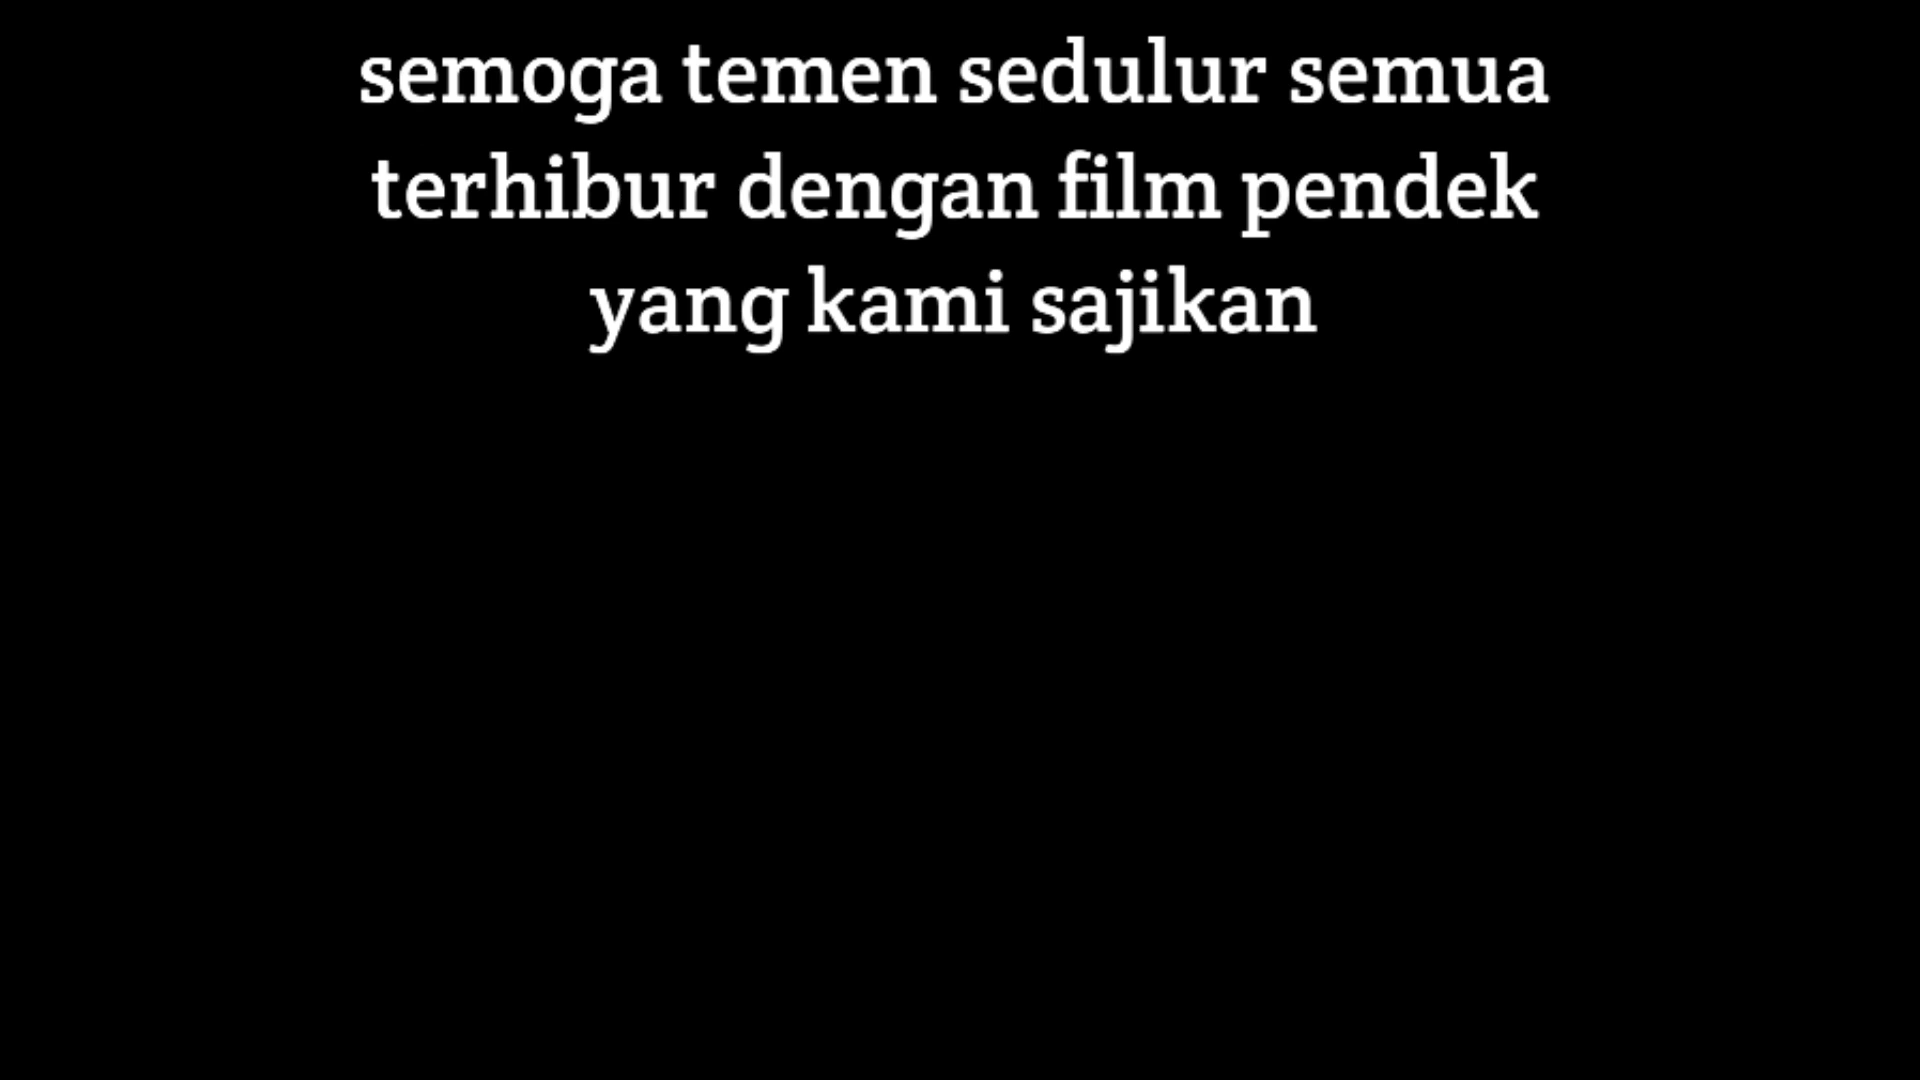 semoga temen sedulur semua
terhibur dengan film pendek
yang kami sajikan